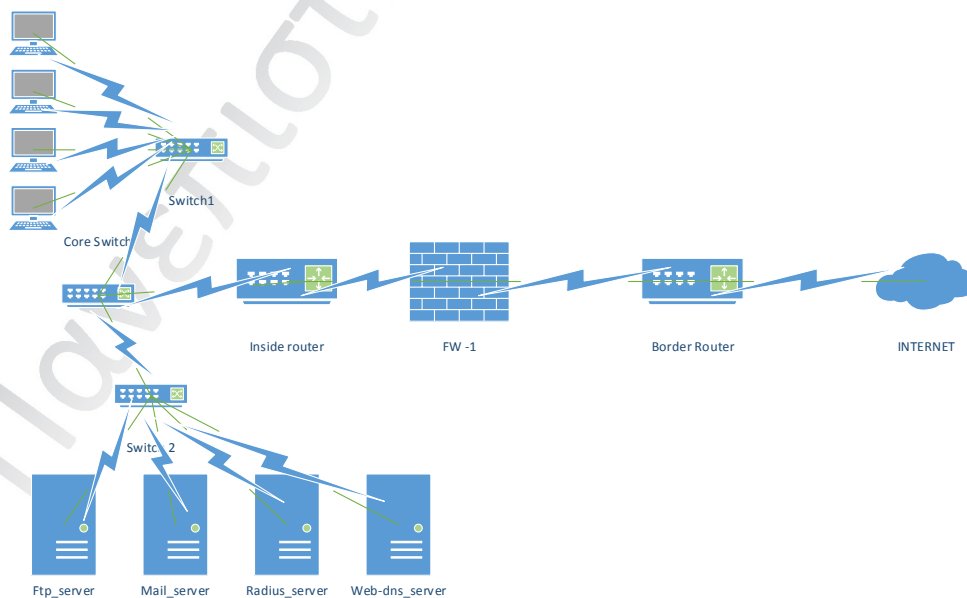 Switch1
Core Switch
Inside router
FW -1
Border Router
INTERNET
Switch 2
Ftp_server
Mail_server
Radius_server
Web-dns_server